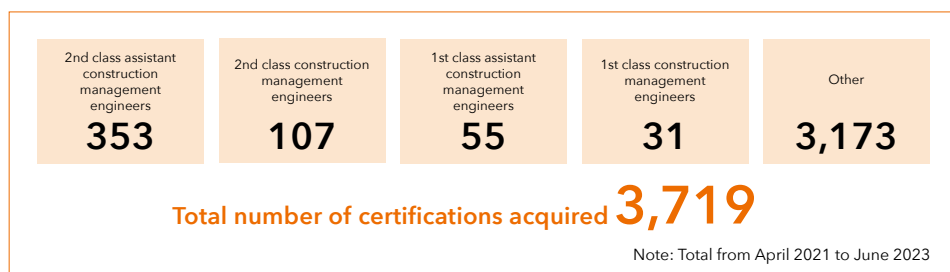 2nd class assistant
construction
management
engineers
353
2nd class construction
management
engineers
107
1st class assistant
construction
management
engineers
55
1st class construction
management
engineers
31
Other
3,173
Total number of certifications acquired 3,719
Note: Total from April 2021 to June 2023